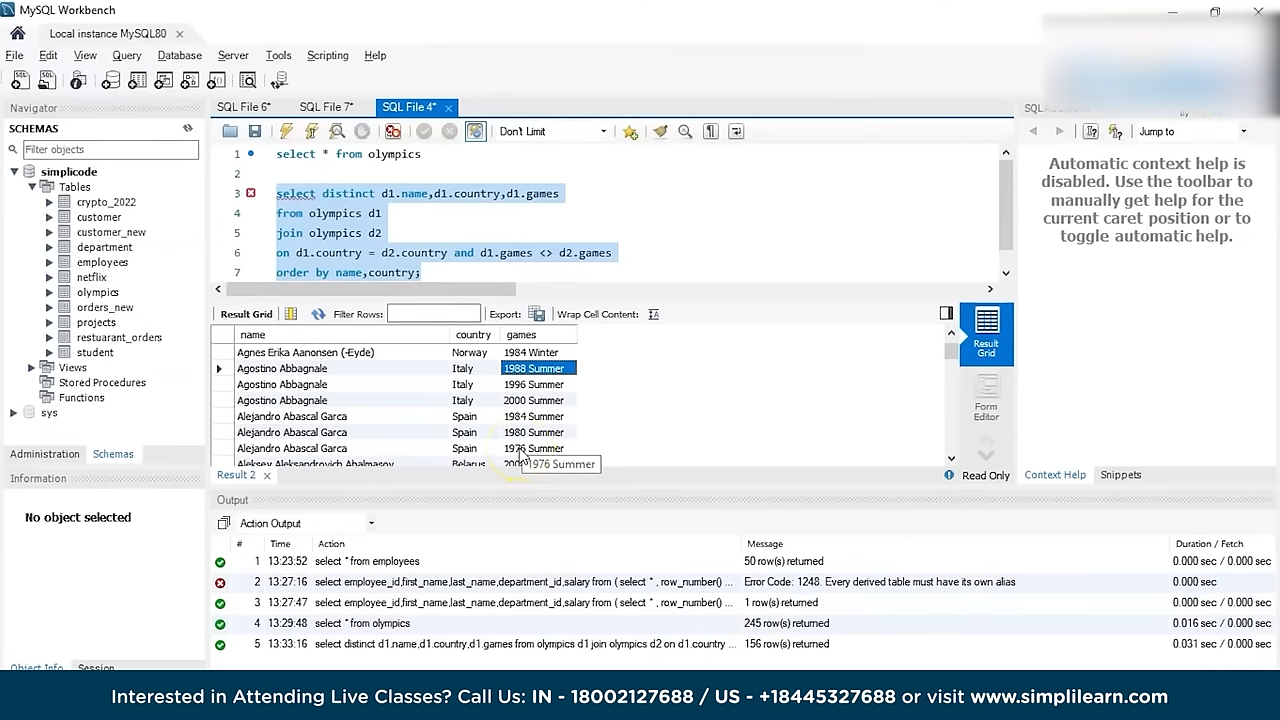 MySQL Workbench
Local instance MySQL80
File Edit View Query Database Server Tools Scripting Help
Navigator
SCHEMAS
Filter objects
simplicode
Tables
crypto_2022
customer
customer_new
department
employees
netflix
olympics
orders_new
projects
restuarant_orders
student
Views
Stored Procedures
Functions
sys
Administration Schemas
Information
No object selected
Object Info Session
SQL File 6* SQL File 7* SQL File 4*
Don't Limit
1 select * from olympics
2
3 select distinct d1.name,d1.country,d1.games
4 from olympics d1
5 join olympics d2
6 on d1.country = d2.country and d1.games <> d2.games
7 order by name,country;
Result Grid Filter Rows: Export: Wrap Cell Content:
name country games
Agnes Erika Aanonsen (-Eyde) Norway 1984 Winter
Agostino Abbagnale Italy 1988 Summer
Agostino Abbagnale Italy 1996 Summer
Agostino Abbagnale Italy 2000 Summer
Alejandro Abascal Garca Spain 1984 Summer
Alejandro Abascal Garca Spain 1980 Summer
Alejandro Abascal Garca Spain 1976 Summer
Aleksey Aleksandrovich Abalmasov Belarus
1976 Summer
Result 2
Result
Grid
Form
Editor
Read Only
Jump to
Automatic context help is
disabled. Use the toolbar to
manually get help for the
current caret position or to
toggle automatic help.
Context Help Snippets
Output
Action Output
# Time Action Message Duration / Fetch
1 13:23:52 select * from employees 50 row(s) returned 0.000 sec / 0.000 sec
2 13:27:16 select employee_id,first_name,last_name,department_id,salary from ( select * , row_number() ... Error Code: 1248. Every derived table must have its own alias 0.000 sec
3 13:27:47 select employee_id,first_name,last_name,department_id,salary from ( select * , row_number() ... 1 row(s) returned 0.000 sec / 0.000 sec
4 13:29:48 select * from olympics 245 row(s) returned 0.016 sec / 0.000 sec
5 13:33:16 select distinct d1.name,d1.country,d1.games from olympics d1 join olympics d2 on d1.country ... 156 row(s) returned 0.031 sec / 0.000 sec
Interested in Attending Live Classes? Call Us: IN - 18002127688 / US - +18445327688 or visit www.simplilearn.com